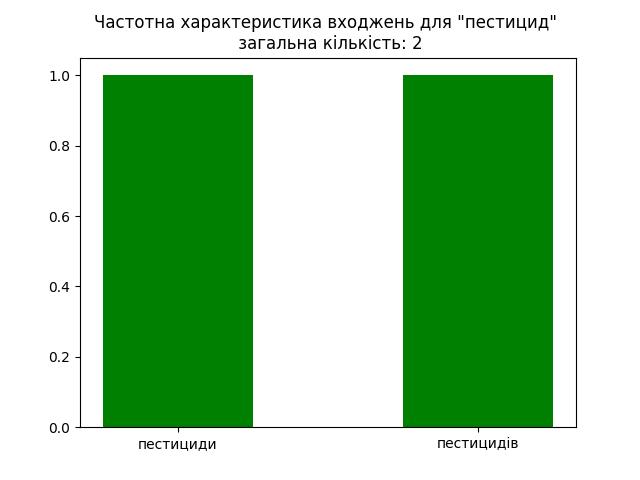 Частотна характеристика входжень для "пестицид"
загальна кількість: 2
1.0
0.8
0.6
0.4
0.2
0.0
пестициди
пестицидів